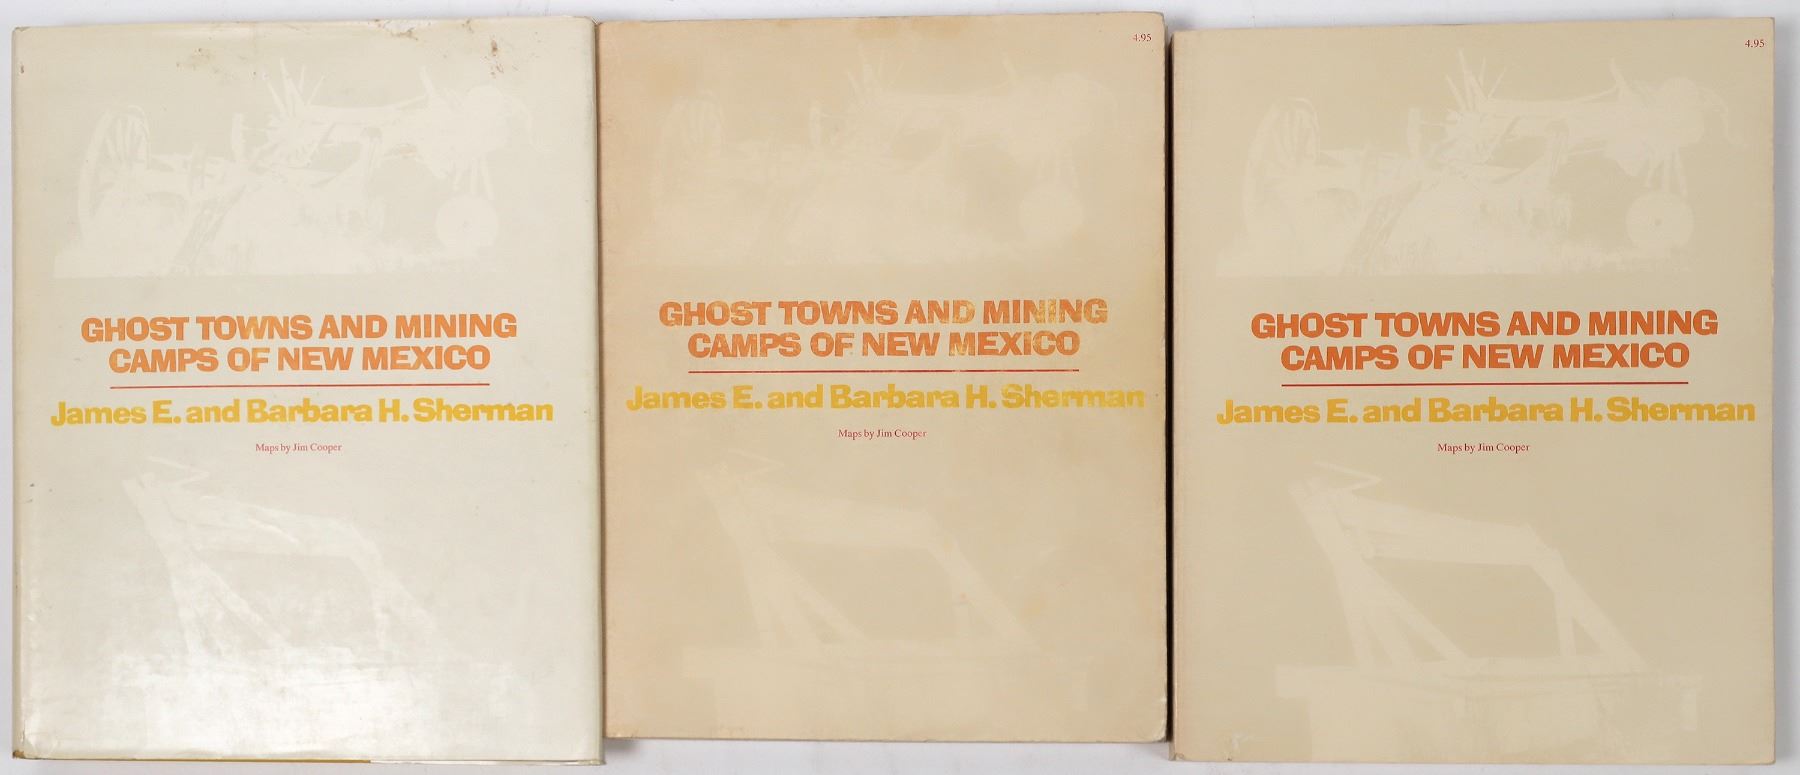 GHOST TOWNS AND MINING
CAMPS OF NEW MEXICO
James E. and Barbara H. Sherman
Maps by Jim Cooper
4.95
GHOST TOWNS AND MINING
CAMPS OF NEW MEXICO
James E. and Barbara H. Sherman
Maps by Jim Cooper
4.95
GHOST TOWNS AND MINING
CAMPS OF NEW MEXICO
James E. and Barbara H. Sherman
Maps by Jim Cooper